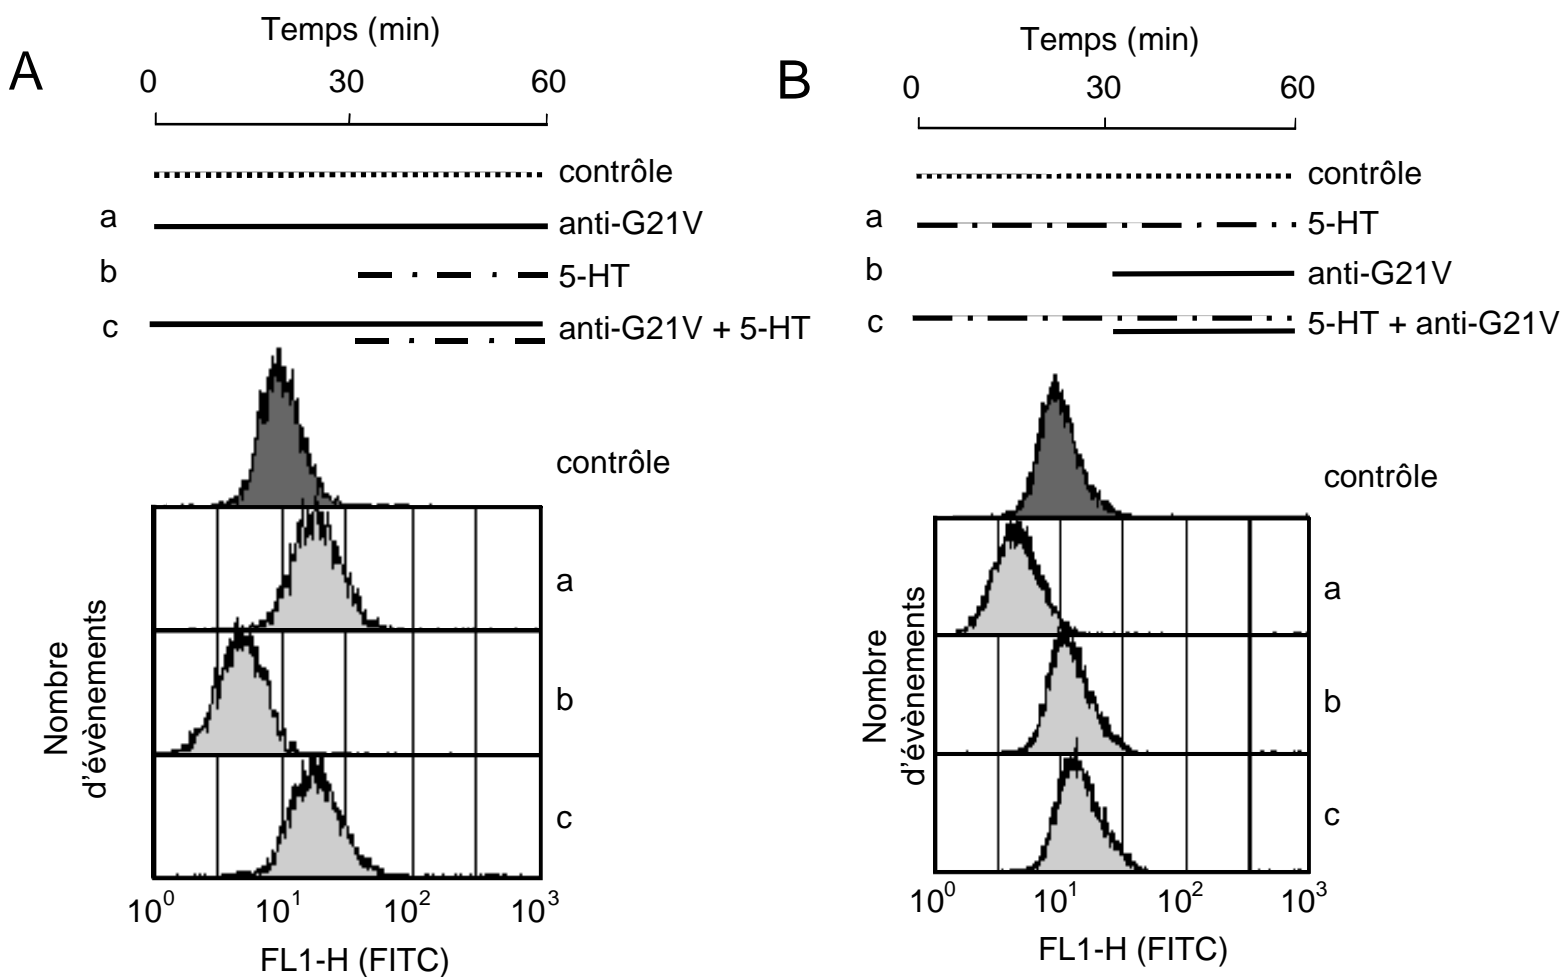 A
Temps (min)
0 30 60
contrôle
a anti-G21V
b 5-HT
c anti-G21V + 5-HT
contrôle
a
b
c
Nombre
d'évènements
10^0 10^1 10^2 10^3
FL1-H (FITC)
B
Temps (min)
0 30 60
contrôle
a 5-HT
b anti-G21V
c 5-HT + anti-G21V
contrôle
a
b
c
Nombre
d'évènements
10^0 10^1 10^2 10^3
FL1-H (FITC)